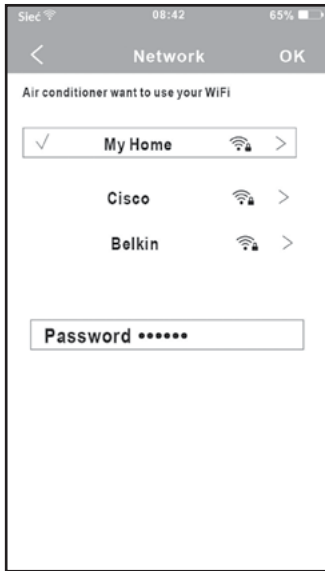 Sieć 08:42 65%
Network OK
Air conditioner want to use your WiFi
My Home
Cisco
Belkin
Password ••••••